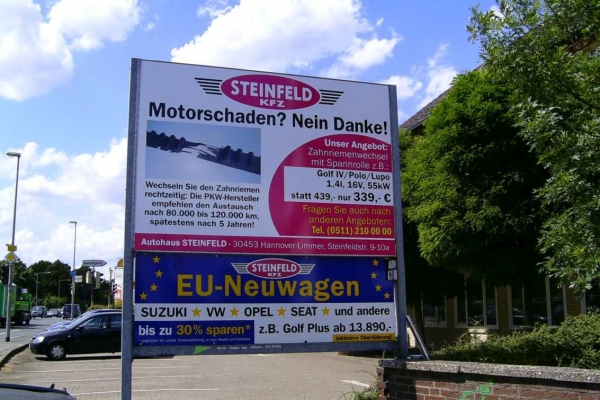 STEINFELD
KFZ
Motorschaden? Nein Danke!
Unser Angebot:
Zahnriemenwechsel
mit Spannrolle z.B.:
Golf IV/Polo/Lupo
1,4l, 16V, 55kW
statt 439,- nur 339,- €
Wechseln Sie den Zahnriemen
rechtzeitig: Die PKW-Hersteller
empfehlen den Austausch
nach 80.000 bis 120.000 km,
spätestens nach 5 Jahren!
Fragen Sie auch nach
anderen Angeboten:
Tel. (0511) 210 00 00
Autohaus STEINFELD - 30453 Hannover-Limmer, Steinfeldstr. 9-10a
STEINFELD
KFZ
EU-Neuwagen
SUZUKI VW OPEL SEAT und andere
bis zu 30% sparen* z.B. Golf Plus ab 13.890,-
inklusive Überführung!